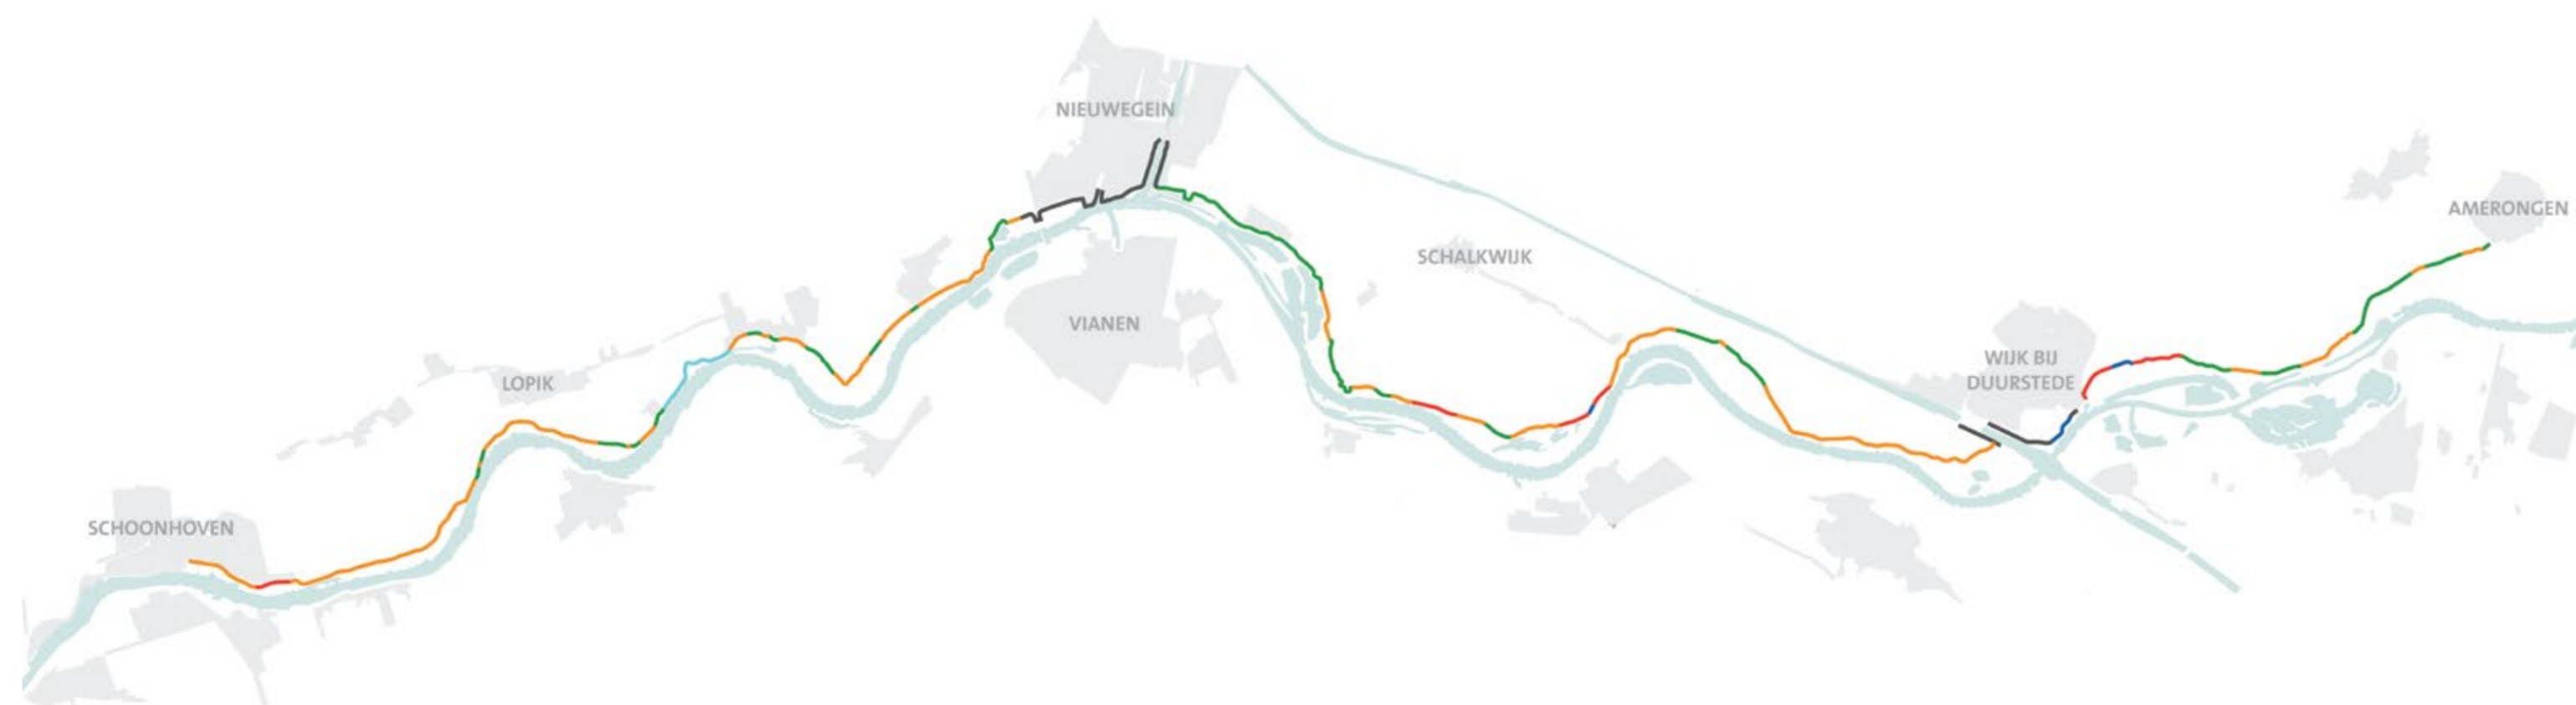 NIEUWEGEIN
AMERONGEN
SCHALKWIJK
VIANEN
WIJK BIJ
DUURSTEDE
LOPIK
SCHOONHOVEN